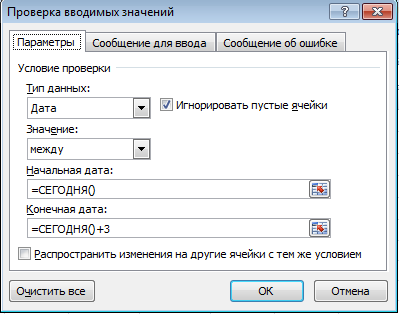 Проверка вводимых значений
Параметры Сообщение для ввода Сообщение об ошибке
Условие проверки
Тип данных:
Дата Игнорировать пустые ячейки
Значение:
между
Начальная дата:
=СЕГОДНЯ()
Конечная дата:
=СЕГОДНЯ()+3
Распространить изменения на другие ячейки с тем же условием
Очистить все ОК Отмена